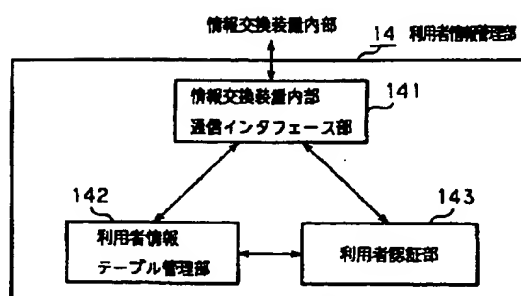 情報交換装置内部
14 利用者情報管理部
情報交換装置内部
通信インタフェース部
141
142
利用者情報
テーブル管理部
143
利用者認証部